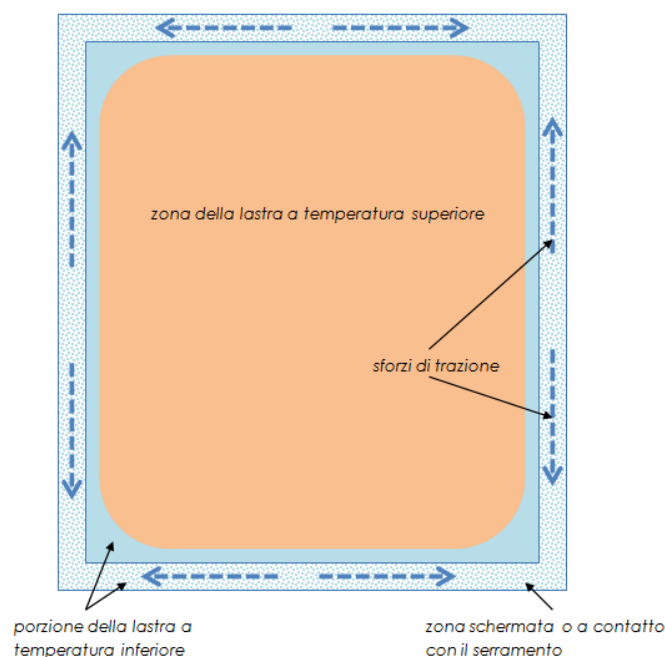 zona della lastra a temperatura superiore
sforzi di trazione
porzione della lastra a
temperatura inferiore
zona schermata o a contatto
con il serramento